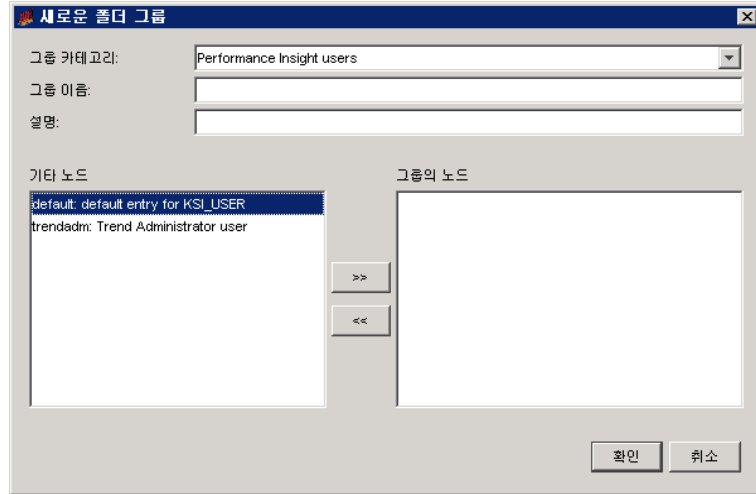 새로운 폴더 그룹
그룹 카테고리: Performance Insight users
그룹 이름:
설명:
기타 노드 그룹의 노드
default: default entry for KSI_USER
trendadm: Trend Administrator user
>>
<<
확인 취소